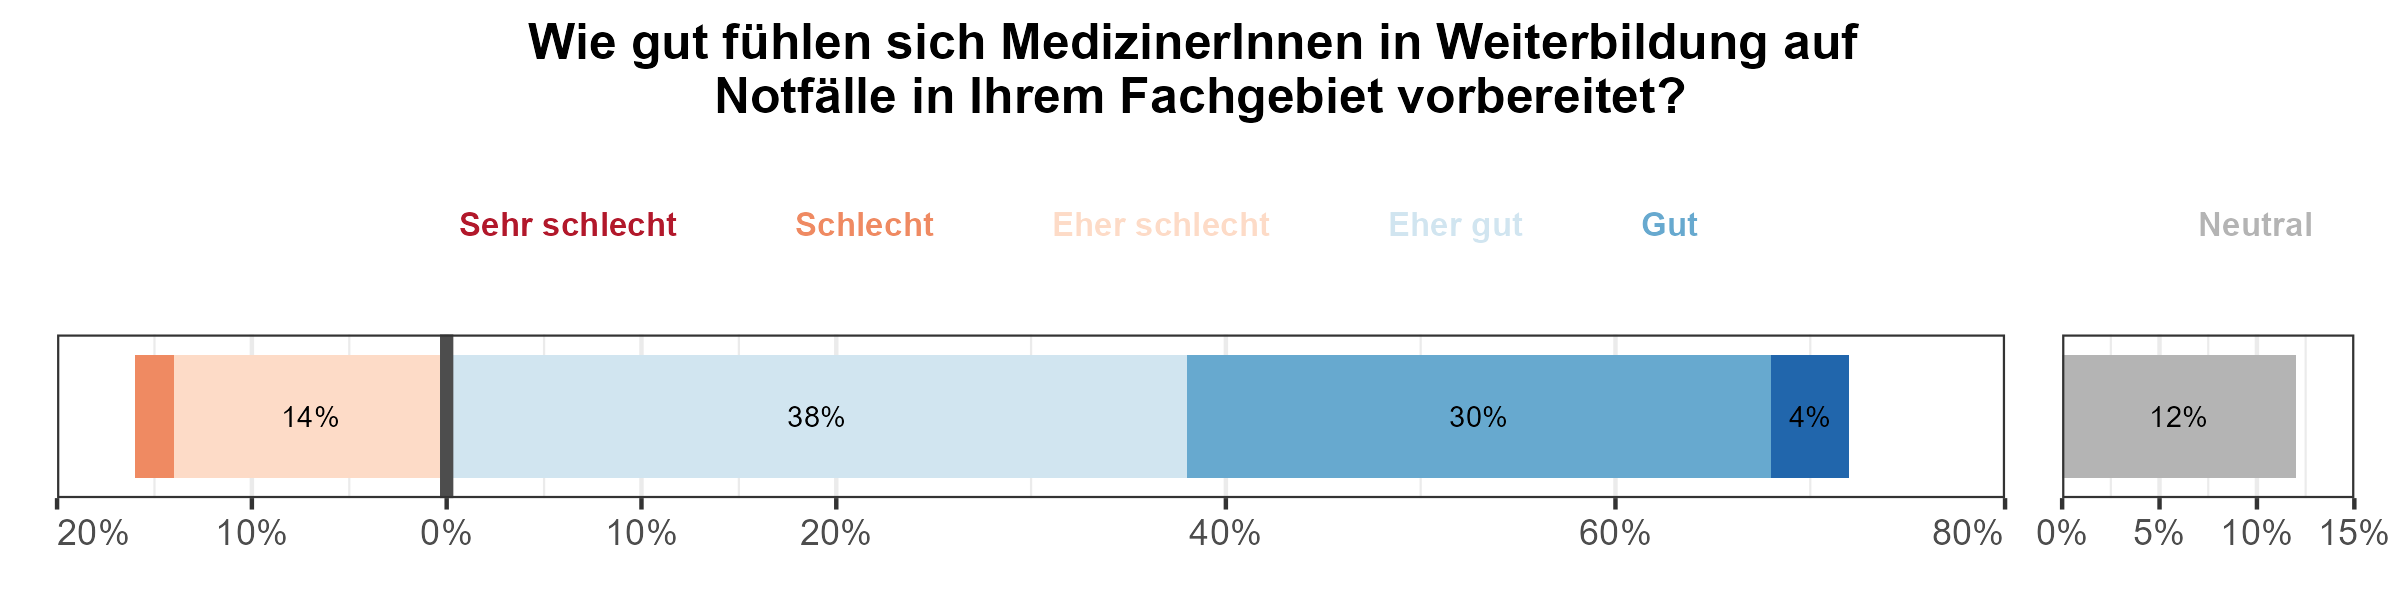 Wie gut fühlen sich MedizinerInnen in Weiterbildung auf
Notfälle in Ihrem Fachgebiet vorbereitet?
Sehr schlecht Schlecht Eher schlecht Eher gut Gut Neutral
14% 38% 30% 4% 12%
20% 10% 0% 10% 20% 40% 60% 80% 0% 5% 10% 15%